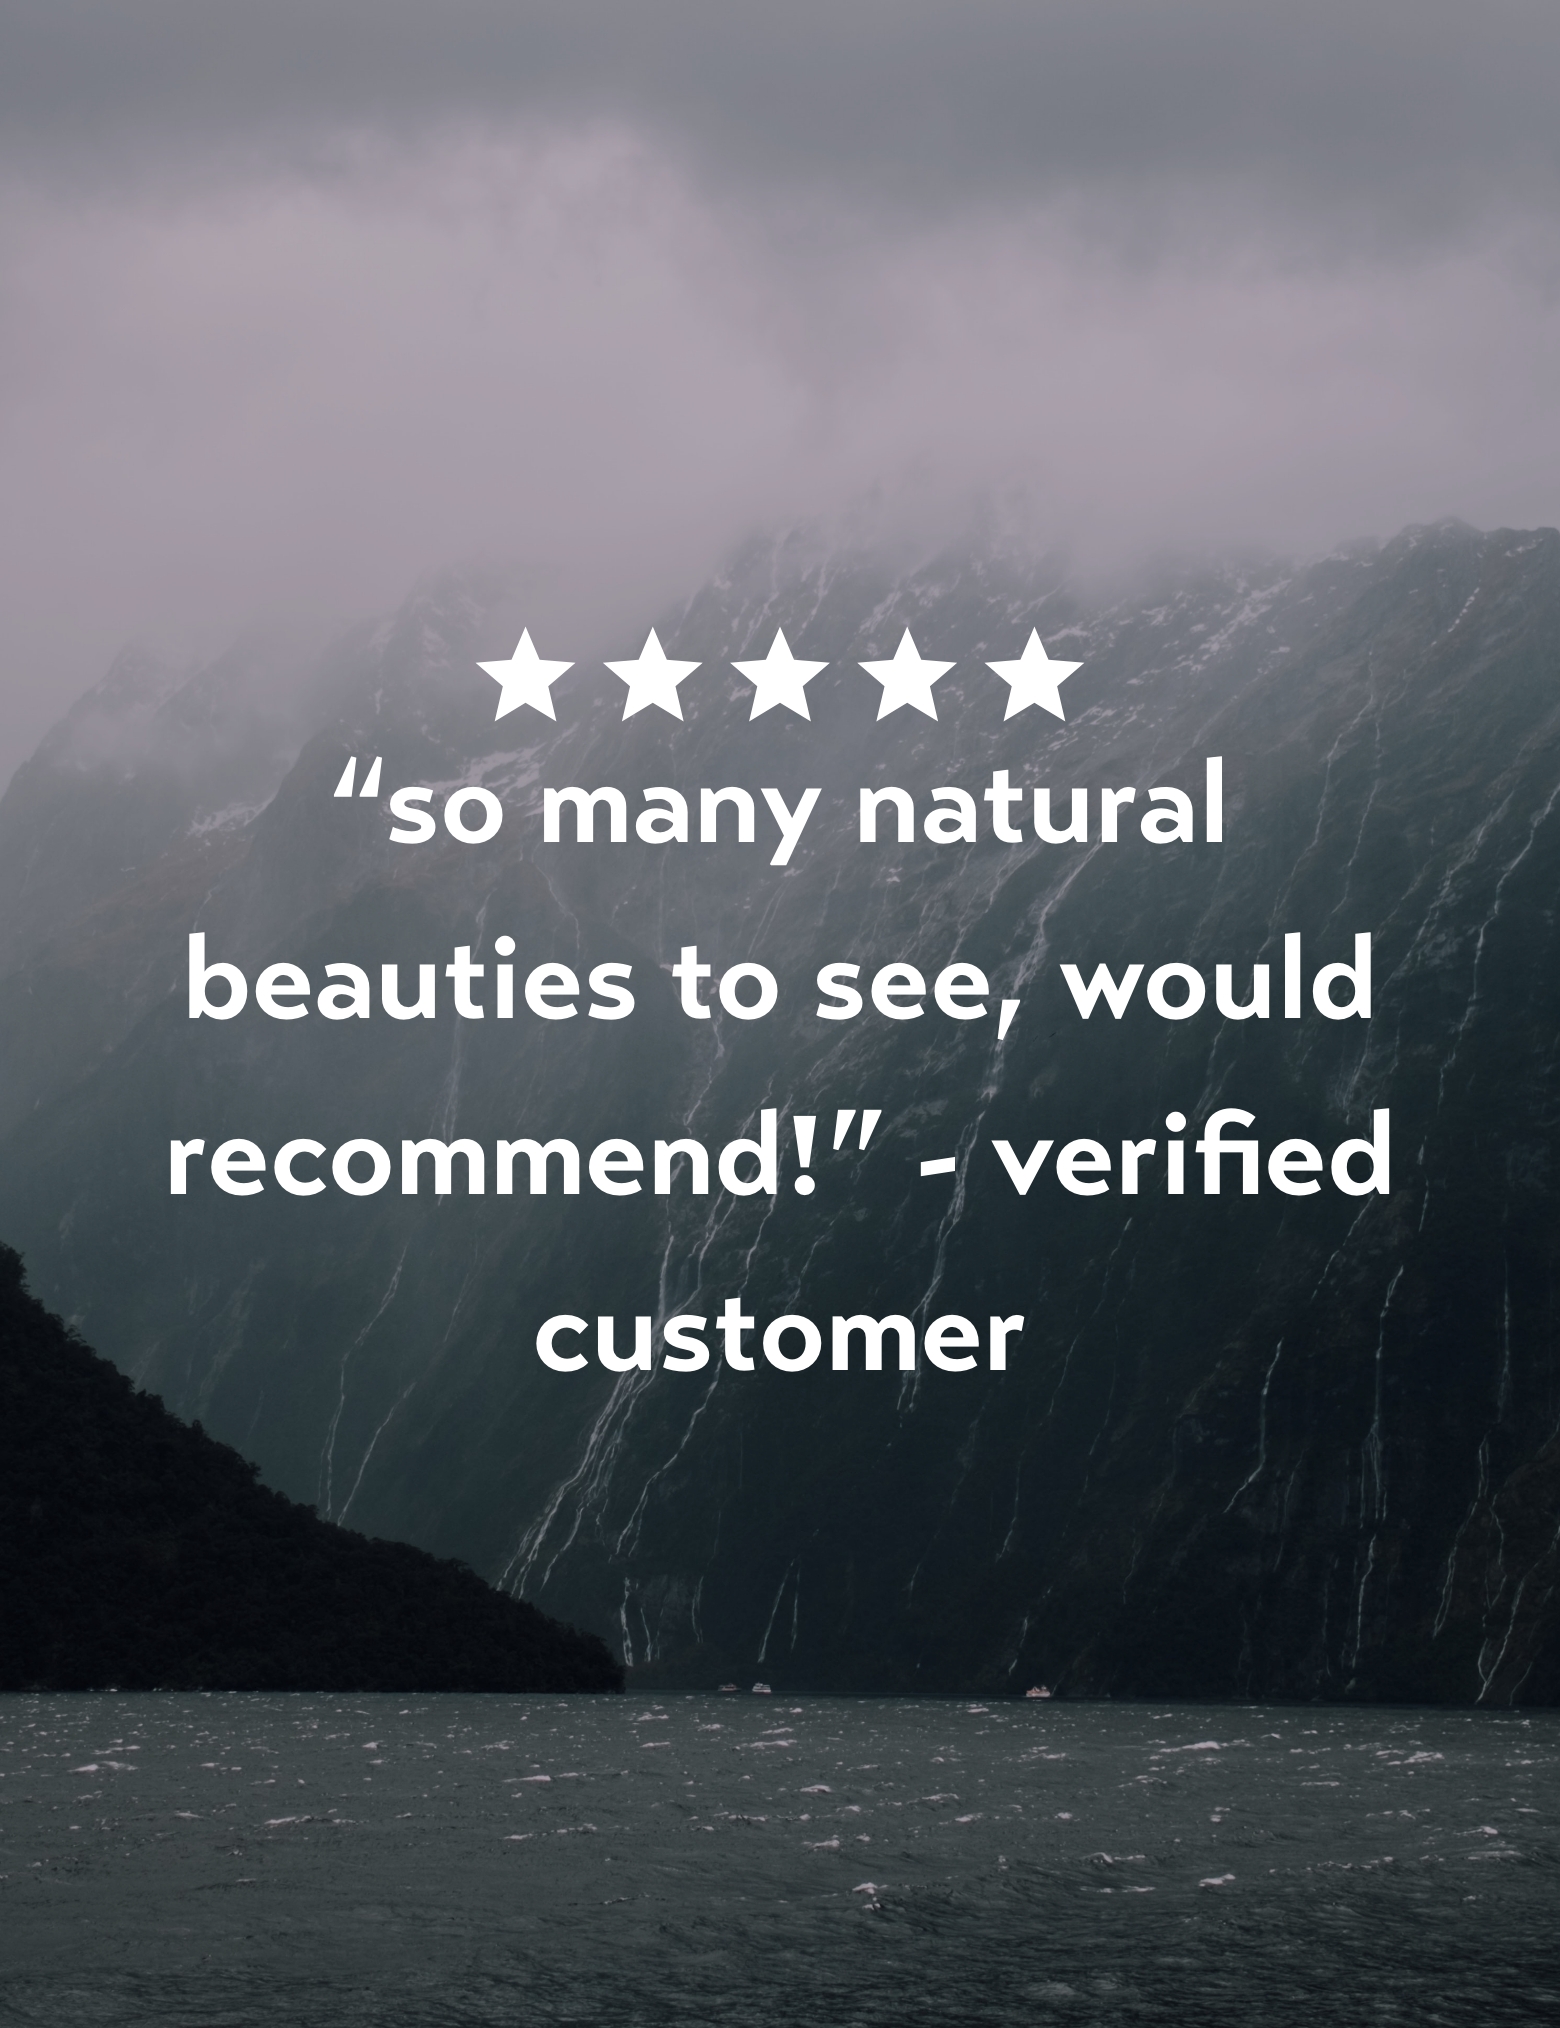 “so many natural
beauties to see, would
recommend!” - verified
customer